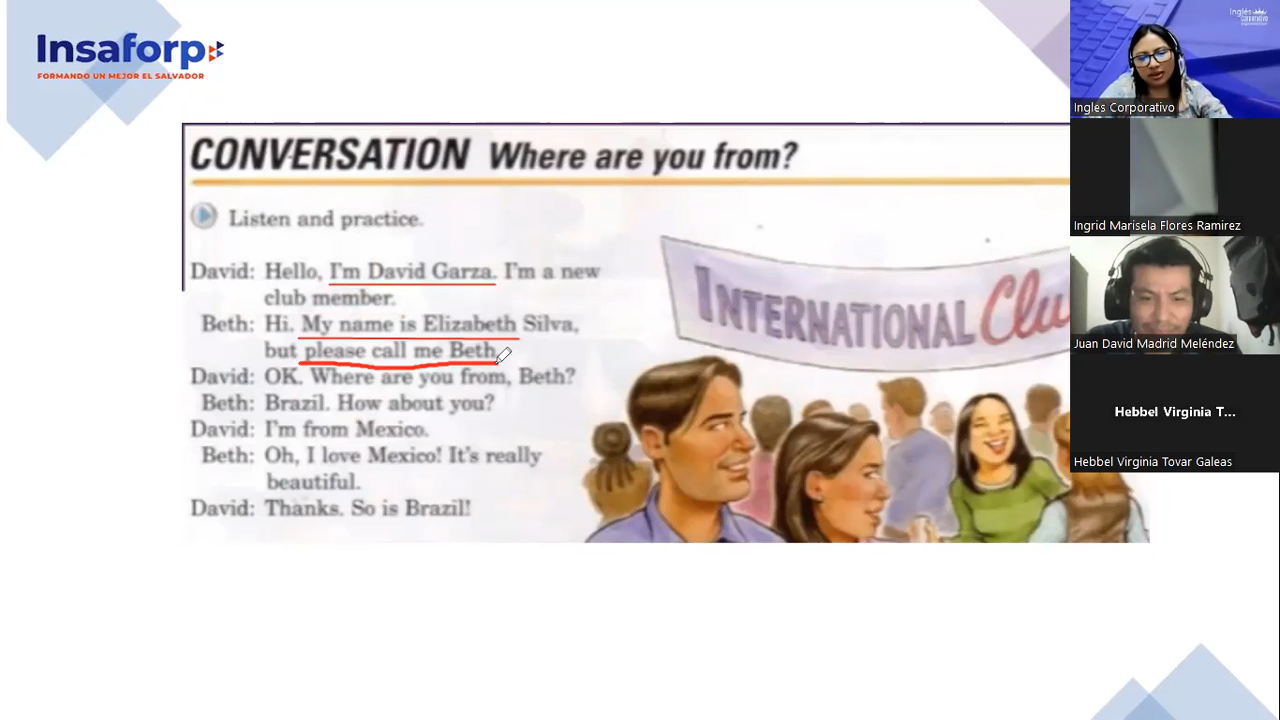 Insaforp
FORMANDO UN MEJOR EL SALVADOR
CONVERSATION Where are you from?
Listen and practice.
David: Hello, I'm David Garza. I'm a new
club member.
Beth: Hi. My name is Elizabeth Silva,
but please call me Beth.
David: OK. Where are you from, Beth?
Beth: Brazil. How about you?
David: I'm from Mexico.
Beth: Oh, I love Mexico! It's really
beautiful.
David: Thanks. So is Brazil!
INTERNATIONAL Clu
Inglés
Corporativo
Ingles Corporativo
Ingrid Marisela Flores Ramirez
Juan David Madrid Meléndez
Hebbel Virginia T...
Hebbel Virginia Tovar Galeas